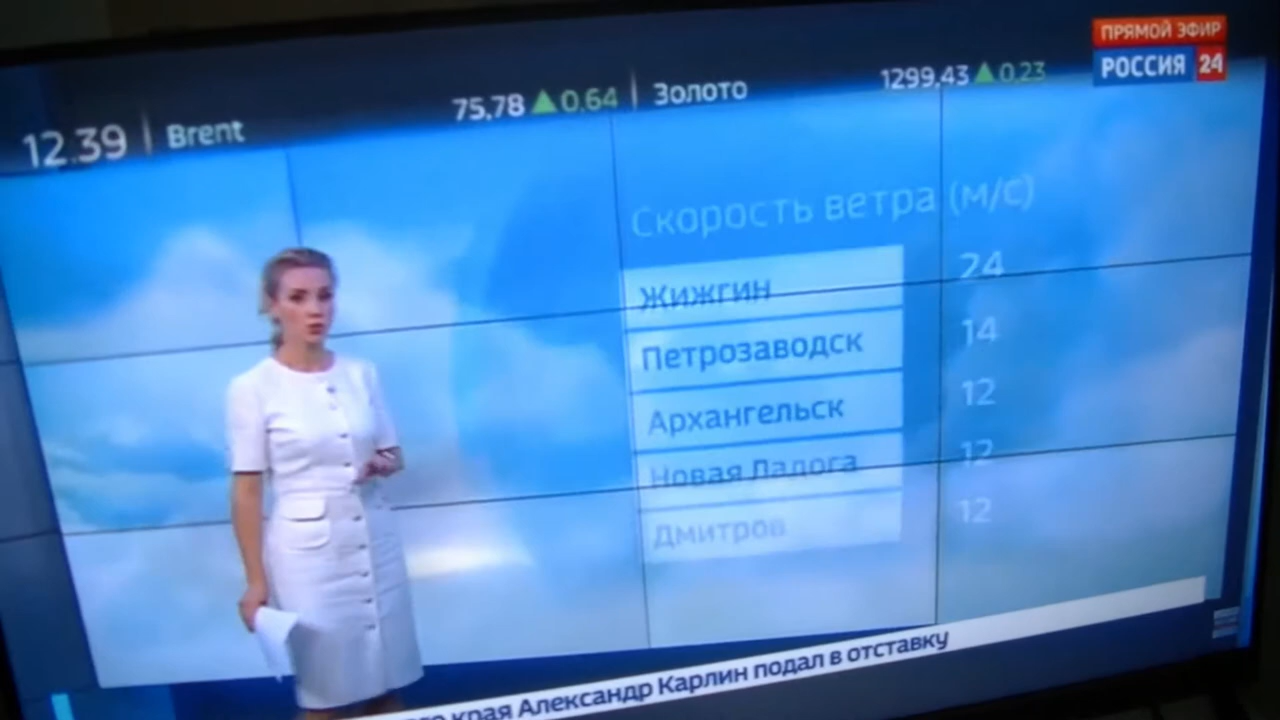 ПРЯМОЙ ЭФИР
РОССИЯ 24
12.39 Brent 75,78 ▲0,64 Золото 1299,43 ▲0,23
Скорость ветра (м/с)
Жижгин 24
Петрозаводск 14
Архангельск 12
Новая Ладога 12
Дмитров 12
края Александр Карлин подал в отставку